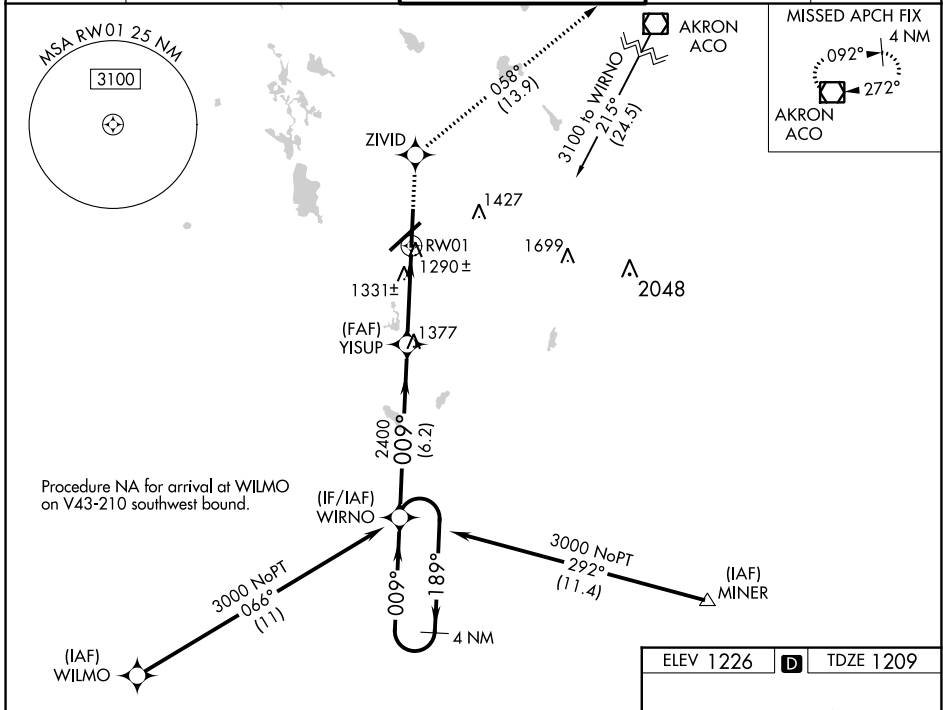 MSA RW01 25 NM
3100
058°
(13.9)
AKRON
ACO
3100 to WIRNO
215°
(24.5)
MISSED APCH FIX
4 NM
092°
272°
AKRON
ACO
ZIVID
1427
RW01
1290±
1699
2048
1331±
(FAF)
YISUP
1377
2400
009°
(6.2)
Procedure NA for arrival at WILMO
on V43-210 southwest bound.
(IF/IAF)
WIRNO
3000 NoPT
066°
(11)
009°
189°
4 NM
3000 NoPT
292°
(11.4)
(IAF)
MINER
(IAF)
WILMO
ELEV 1226 D TDZE 1209